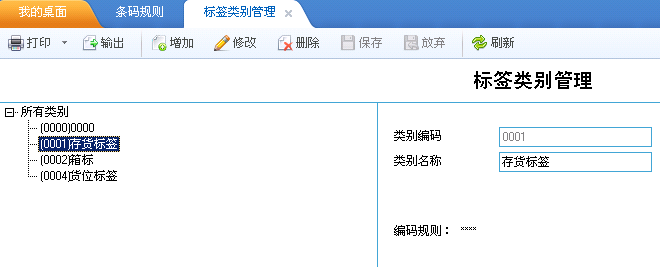 我的桌面 条码规则 标签类别管理
打印 输出 增加 修改 删除 保存 放弃 刷新
标签类别管理
所有类别
(0000)0000
(0001)存货标签
(0002)箱标
(0004)货位标签
类别编码 0001
类别名称 存货标签
编码规则： ****